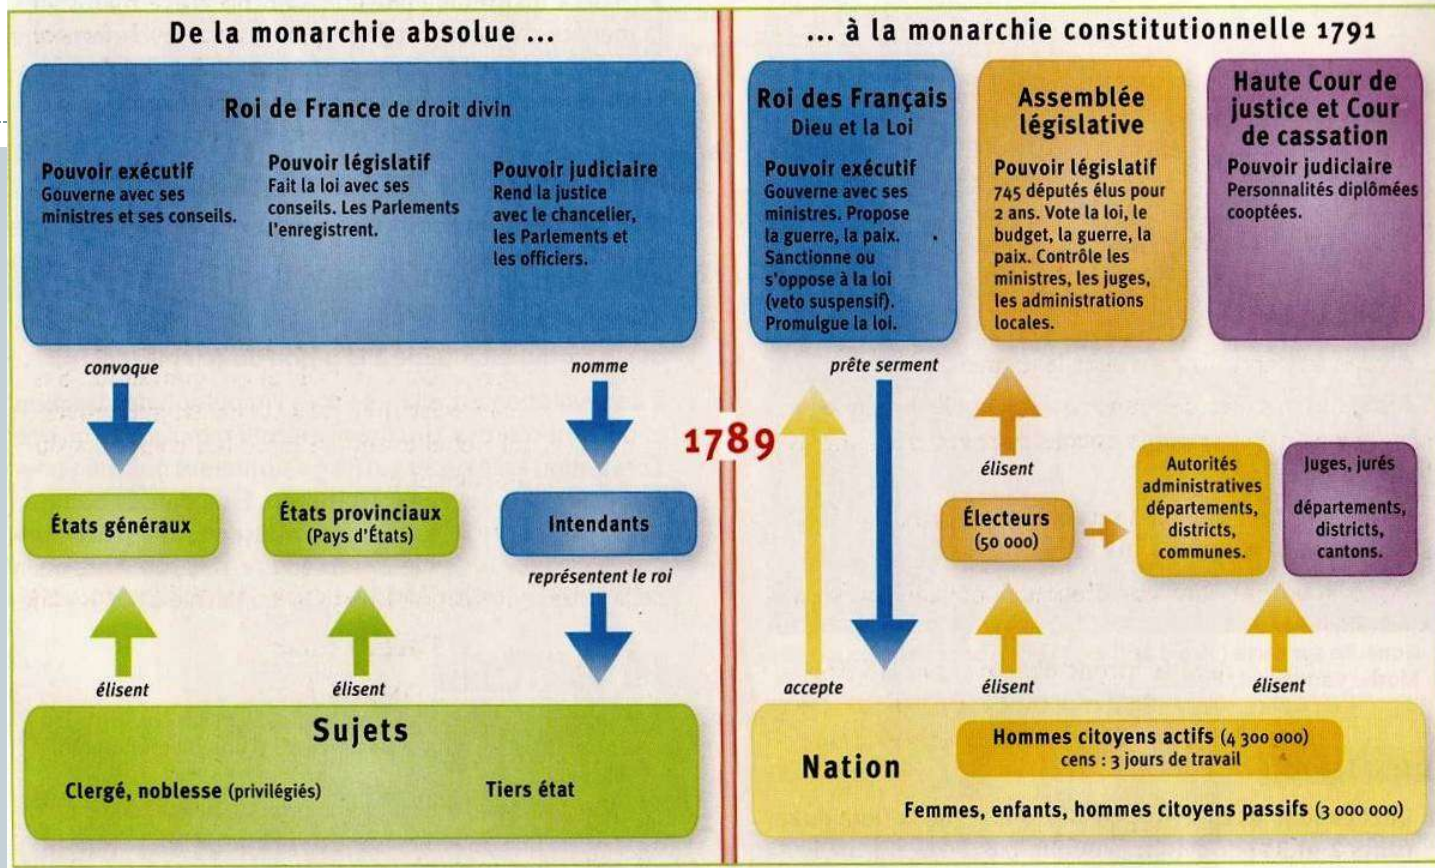 De la monarchie absolue ...
Roi de France de droit divin
Pouvoir exécutif
Gouverne avec ses
ministres et ses conseils.
Pouvoir législatif
Fait la loi avec ses
conseils. Les Parlements
l'enregistrent.
Pouvoir judiciaire
Rend la justice
avec le chancelier,
les Parlements et
les officiers.
convoque
nomme
États généraux
États provinciaux
(Pays d'États)
Intendants
représentent le roi
élisent
élisent
Sujets
Clergé, noblesse (privilégiés)
Tiers état
1789
... à la monarchie constitutionnelle 1791
Roi des Français
Dieu et la Loi
Pouvoir exécutif
Gouverne avec ses
ministres. Propose
la guerre, la paix.
Sanctionne ou
s'oppose à la loi
(veto suspensif).
Promulgue la loi.
Assemblée
législative
Pouvoir législatif
745 députés élus pour
2 ans. Vote la loi, le
budget, la guerre, la
paix. Contrôle les
ministres, les juges,
les administrations
locales.
Haute Cour de
justice et Cour
de cassation
Pouvoir judiciaire
Personnalités diplômées
cooptées.
prête serment
élisent
Électeurs
(50 000)
Autorités
administratives
départements,
districts,
communes.
Juges, jurés
départements,
districts,
cantons.
accepte
élisent
élisent
Nation
Hommes citoyens actifs (4 300 000)
cens : 3 jours de travail
Femmes, enfants, hommes citoyens passifs (3 000 000)